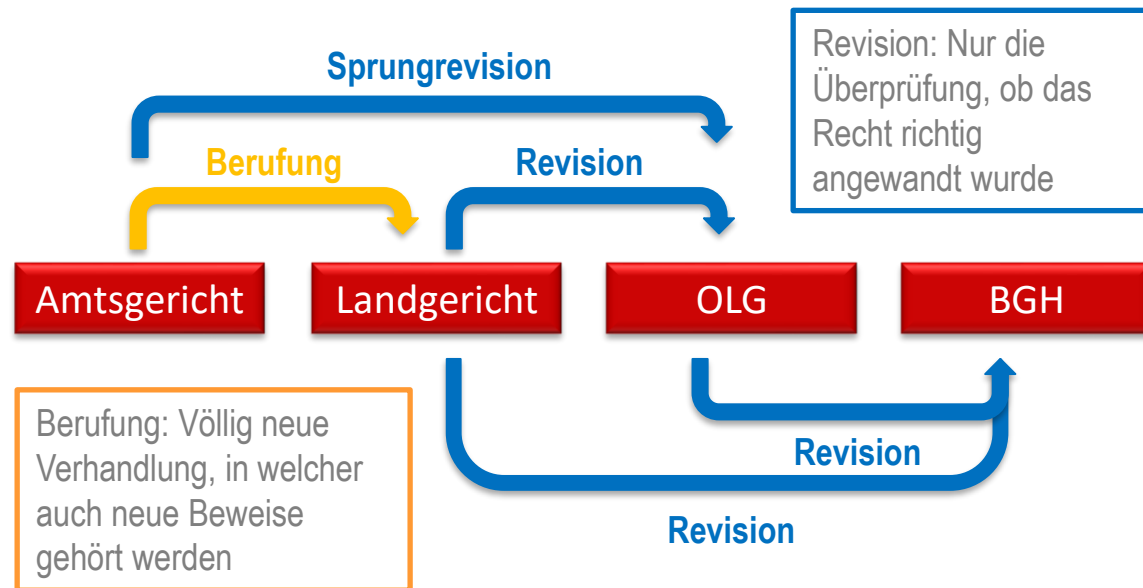 Sprungrevision
Revision: Nur die
Überprüfung, ob das
Recht richtig
angewandt wurde
Berufung
Revision
Amtsgericht
Landgericht
OLG
BGH
Berufung: Völlig neue
Verhandlung, in welcher
auch neue Beweise
gehört werden
Revision
Revision